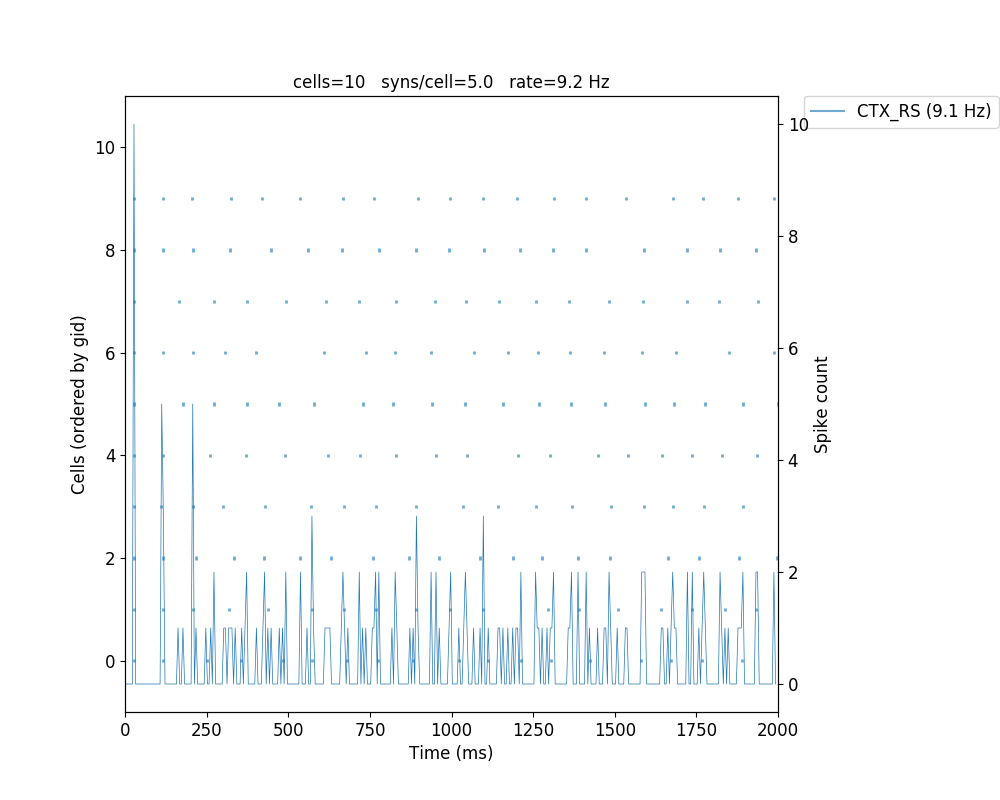 cells=10   syns/cell=5.0   rate=9.2 Hz
CTX_RS (9.1 Hz)
Cells (ordered by gid)
10
8
6
4
2
0
10
8
6
4
2
0
Spike count
0 250 500 750 1000 1250 1500 1750 2000
Time (ms)